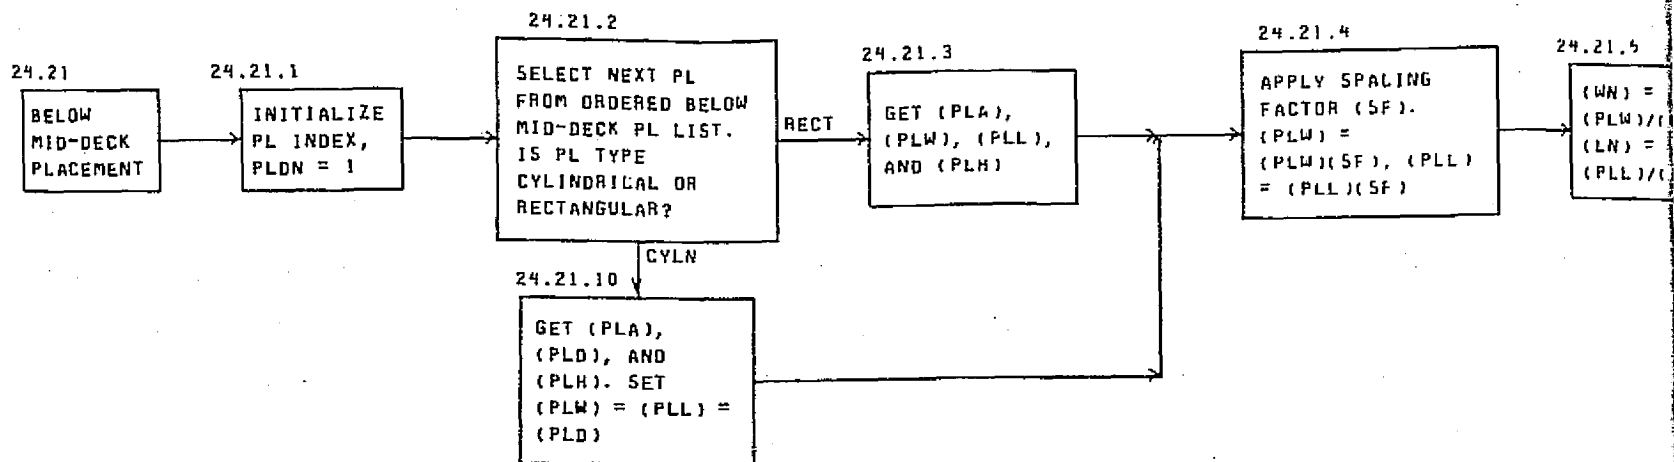 24.21
BELOW
MID-DECK
PLACEMENT
24.21.1
INITIALIZE
PL INDEX,
PLDN = 1
24.21.2
SELECT NEXT PL
FROM ORDERED BELOW
MID-DECK PL LIST.
IS PL TYPE
CYLINDRICAL OR
RECTANGULAR?
RECT
CYLN
24.21.3
GET (PLA),
(PLW), (PLL),
AND (PLH)
24.21.10
GET (PLA),
(PLD), AND
(PLH). SET
(PLW) = (PLL) =
(PLD)
24.21.4
APPLY SPACING
FACTOR (SF).
(PLW) =
(PLW)(SF), (PLL)
= (PLL)(SF)
24.21.5
(WN) =
(PLW)/(
(LN) =
(PLL)/(